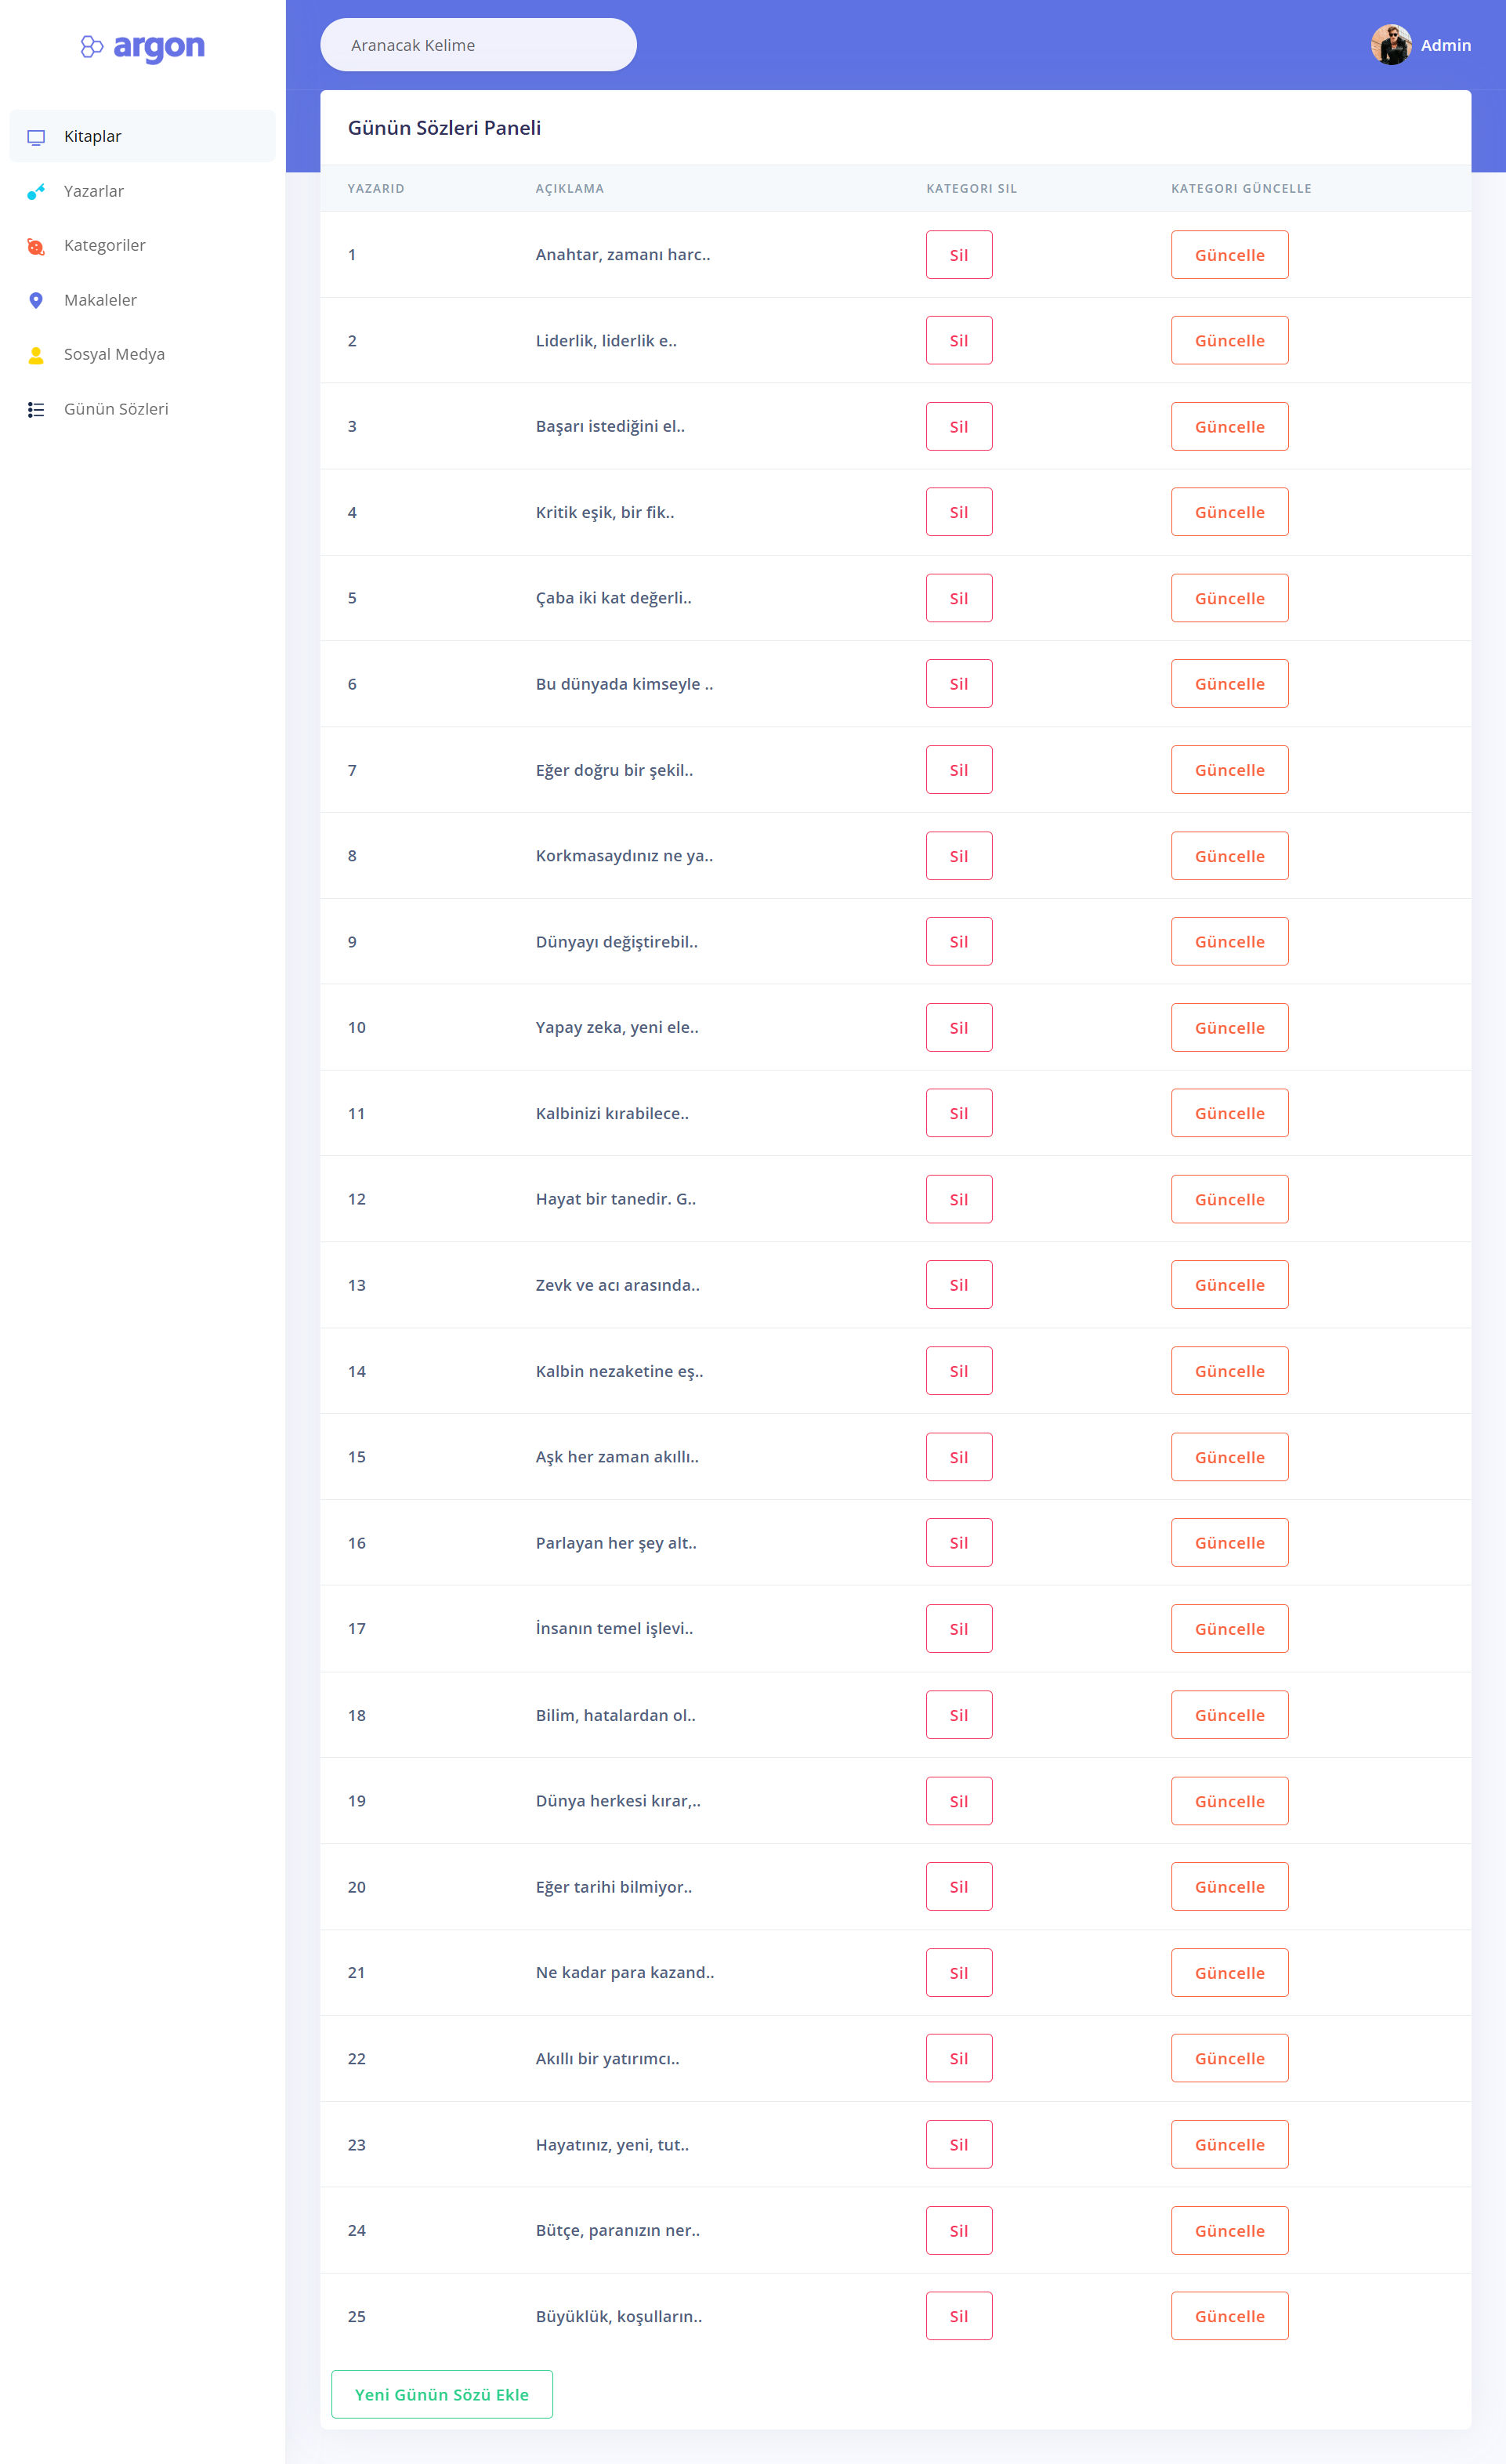 argon
Kitaplar
Yazarlar
Kategoriler
Makaleler
Sosyal Medya
Günün Sözleri
Aranacak Kelime
Admin
Günün Sözleri Paneli
YAZARID AÇIKLAMA KATEGORI SIL KATEGORI GÜNCELLE
1 Anahtar, zamanı harc.. Sil Güncelle
2 Liderlik, liderlik e.. Sil Güncelle
3 Başarı istediğini el.. Sil Güncelle
4 Kritik eşik, bir fik.. Sil Güncelle
5 Çaba iki kat değerli.. Sil Güncelle
6 Bu dünyada kimseyle .. Sil Güncelle
7 Eğer doğru bir şekil.. Sil Güncelle
8 Korkmasaydınız ne ya.. Sil Güncelle
9 Dünyayı değiştirebil.. Sil Güncelle
10 Yapay zeka, yeni ele.. Sil Güncelle
11 Kalbinizi kırabilece.. Sil Güncelle
12 Hayat bir tanedir. G.. Sil Güncelle
13 Zevk ve acı arasında.. Sil Güncelle
14 Kalbin nezaketine eş.. Sil Güncelle
15 Aşk her zaman akıllı.. Sil Güncelle
16 Parlayan her şey alt.. Sil Güncelle
17 İnsanın temel işlevi.. Sil Güncelle
18 Bilim, hatalardan ol.. Sil Güncelle
19 Dünya herkesi kırar,.. Sil Güncelle
20 Eğer tarihi bilmiyor.. Sil Güncelle
21 Ne kadar para kazand.. Sil Güncelle
22 Akıllı bir yatırımcı.. Sil Güncelle
23 Hayatınız, yeni, tut.. Sil Güncelle
24 Bütçe, paranızın ner.. Sil Güncelle
25 Büyüklük, koşulların.. Sil Güncelle
Yeni Günün Sözü Ekle